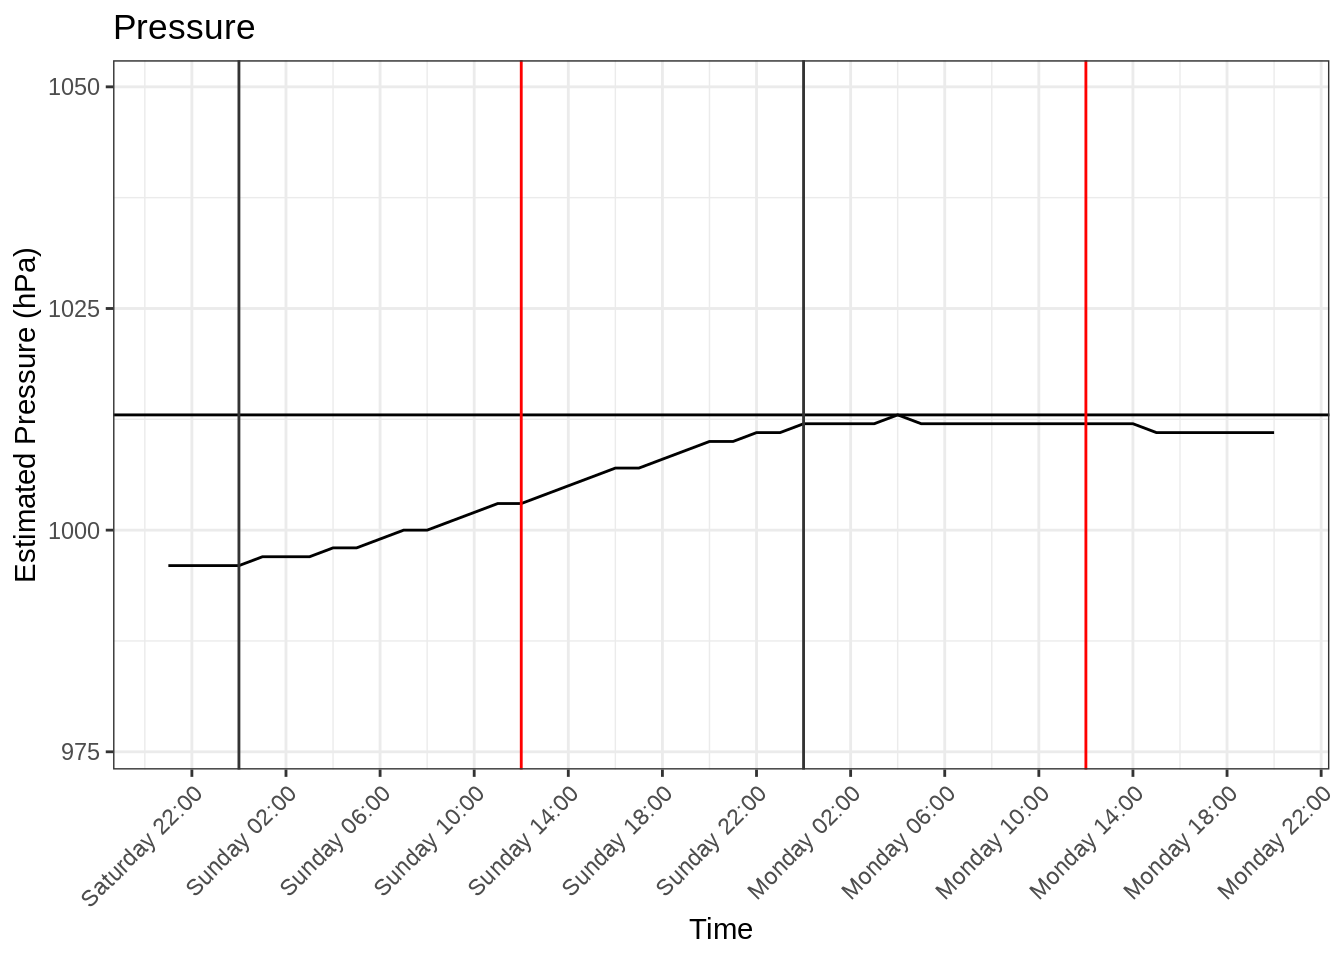 Pressure
Estimated Pressure (hPa)
1050
1025
1000
975
Saturday 22:00
Sunday 02:00
Sunday 06:00
Sunday 10:00
Sunday 14:00
Sunday 18:00
Sunday 22:00
Monday 02:00
Monday 06:00
Monday 10:00
Monday 14:00
Monday 18:00
Monday 22:00
Time